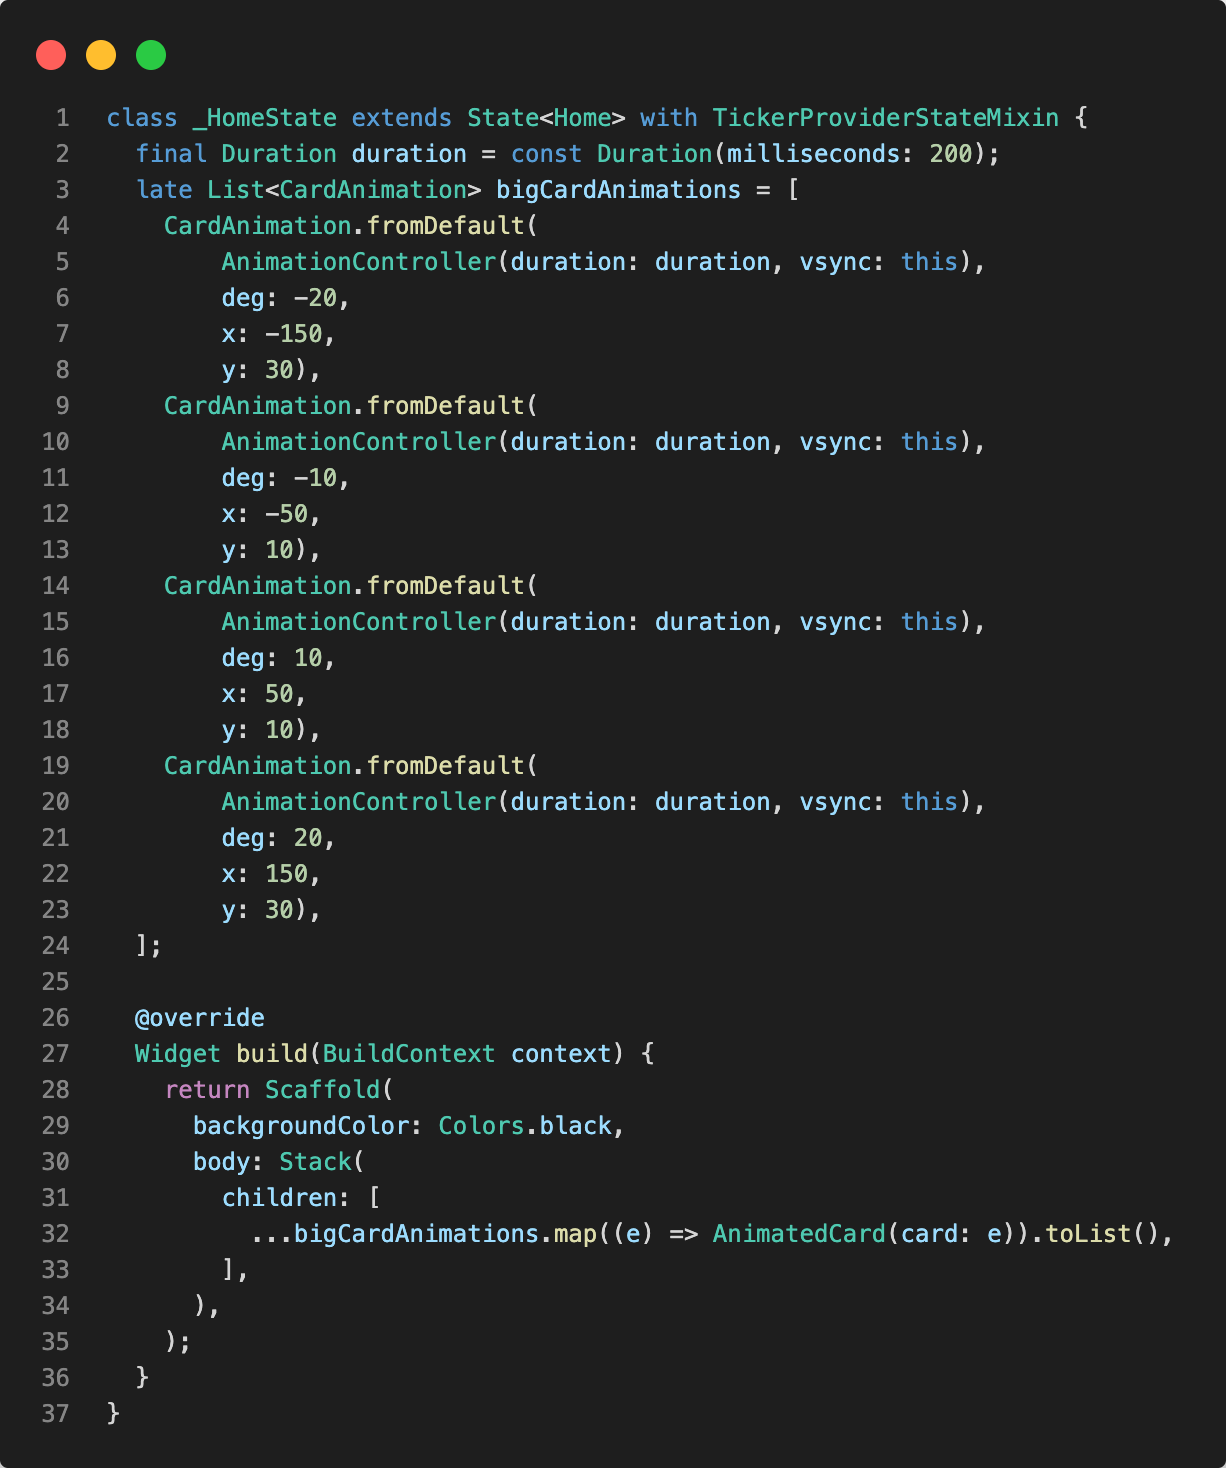 1 class _HomeState extends State<Home> with TickerProviderStateMixin {
2   final Duration duration = const Duration(milliseconds: 200);
3   late List<CardAnimation> bigCardAnimations = [
4     CardAnimation.fromDefault(
5         AnimationController(duration: duration, vsync: this),
6         deg: -20,
7         x: -150,
8         y: 30),
9     CardAnimation.fromDefault(
10         AnimationController(duration: duration, vsync: this),
11         deg: -10,
12         x: -50,
13         y: 10),
14     CardAnimation.fromDefault(
15         AnimationController(duration: duration, vsync: this),
16         deg: 10,
17         x: 50,
18         y: 10),
19     CardAnimation.fromDefault(
20         AnimationController(duration: duration, vsync: this),
21         deg: 20,
22         x: 150,
23         y: 30),
24   ];
25
26   @override
27   Widget build(BuildContext context) {
28     return Scaffold(
29       backgroundColor: Colors.black,
30       body: Stack(
31         children: [
32           ...bigCardAnimations.map((e) => AnimatedCard(card: e)).toList(),
33         ],
34       ),
35     );
36   }
37 }